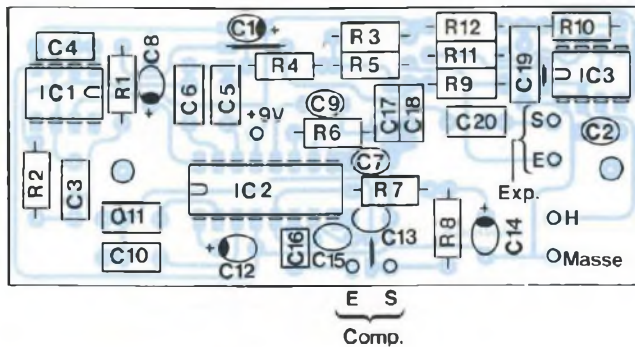 C4
IC1
R1
C8
C6
C5
C1
+
R4
R3
R5
R12
R11
R9
C19
R10
IC3
+9V
C9
R6
C17
C18
C20
S
E
C2
Exp.
R2
C3
C11
C10
IC2
C7
R7
C13
R8
+
C14
H
Masse
+
C12
C16
C15
E S
Comp.